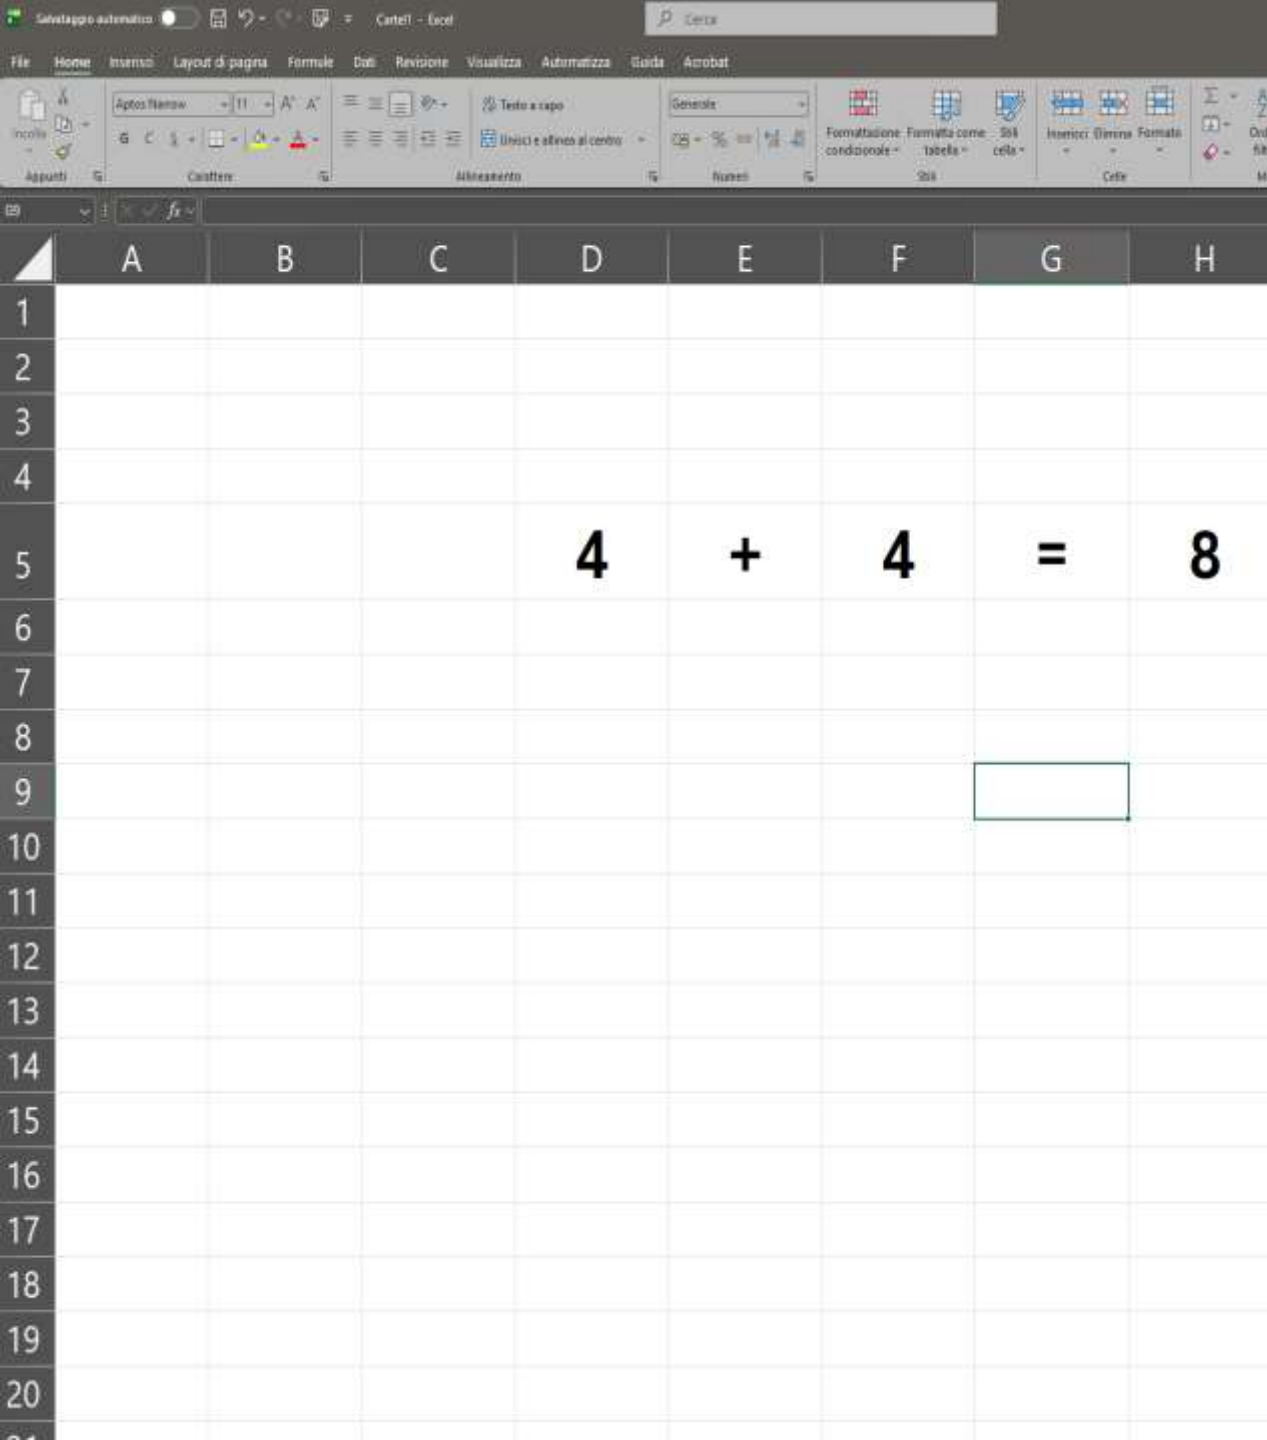 Salvataggio automatico Cartel1 - Excel Cerca
File Home Inserisci Layout di pagina Formule Dati Revisione Visualizza Automatizza Guida Acrobat
Aptos Narrow 11 A^ A˅ Testo a capo Generale
Incolla Formattazione condizionale Formatta come tabella Stili cella Inserisci Elimina Formato
G C S A Unisci e allinea al centro %
Appunti Carattere Allineamento Numeri Stili Celle
fx
A B C D E F G H
1
2
3
4
5 4 + 4 = 8
6
7
8
9
10
11
12
13
14
15
16
17
18
19
20